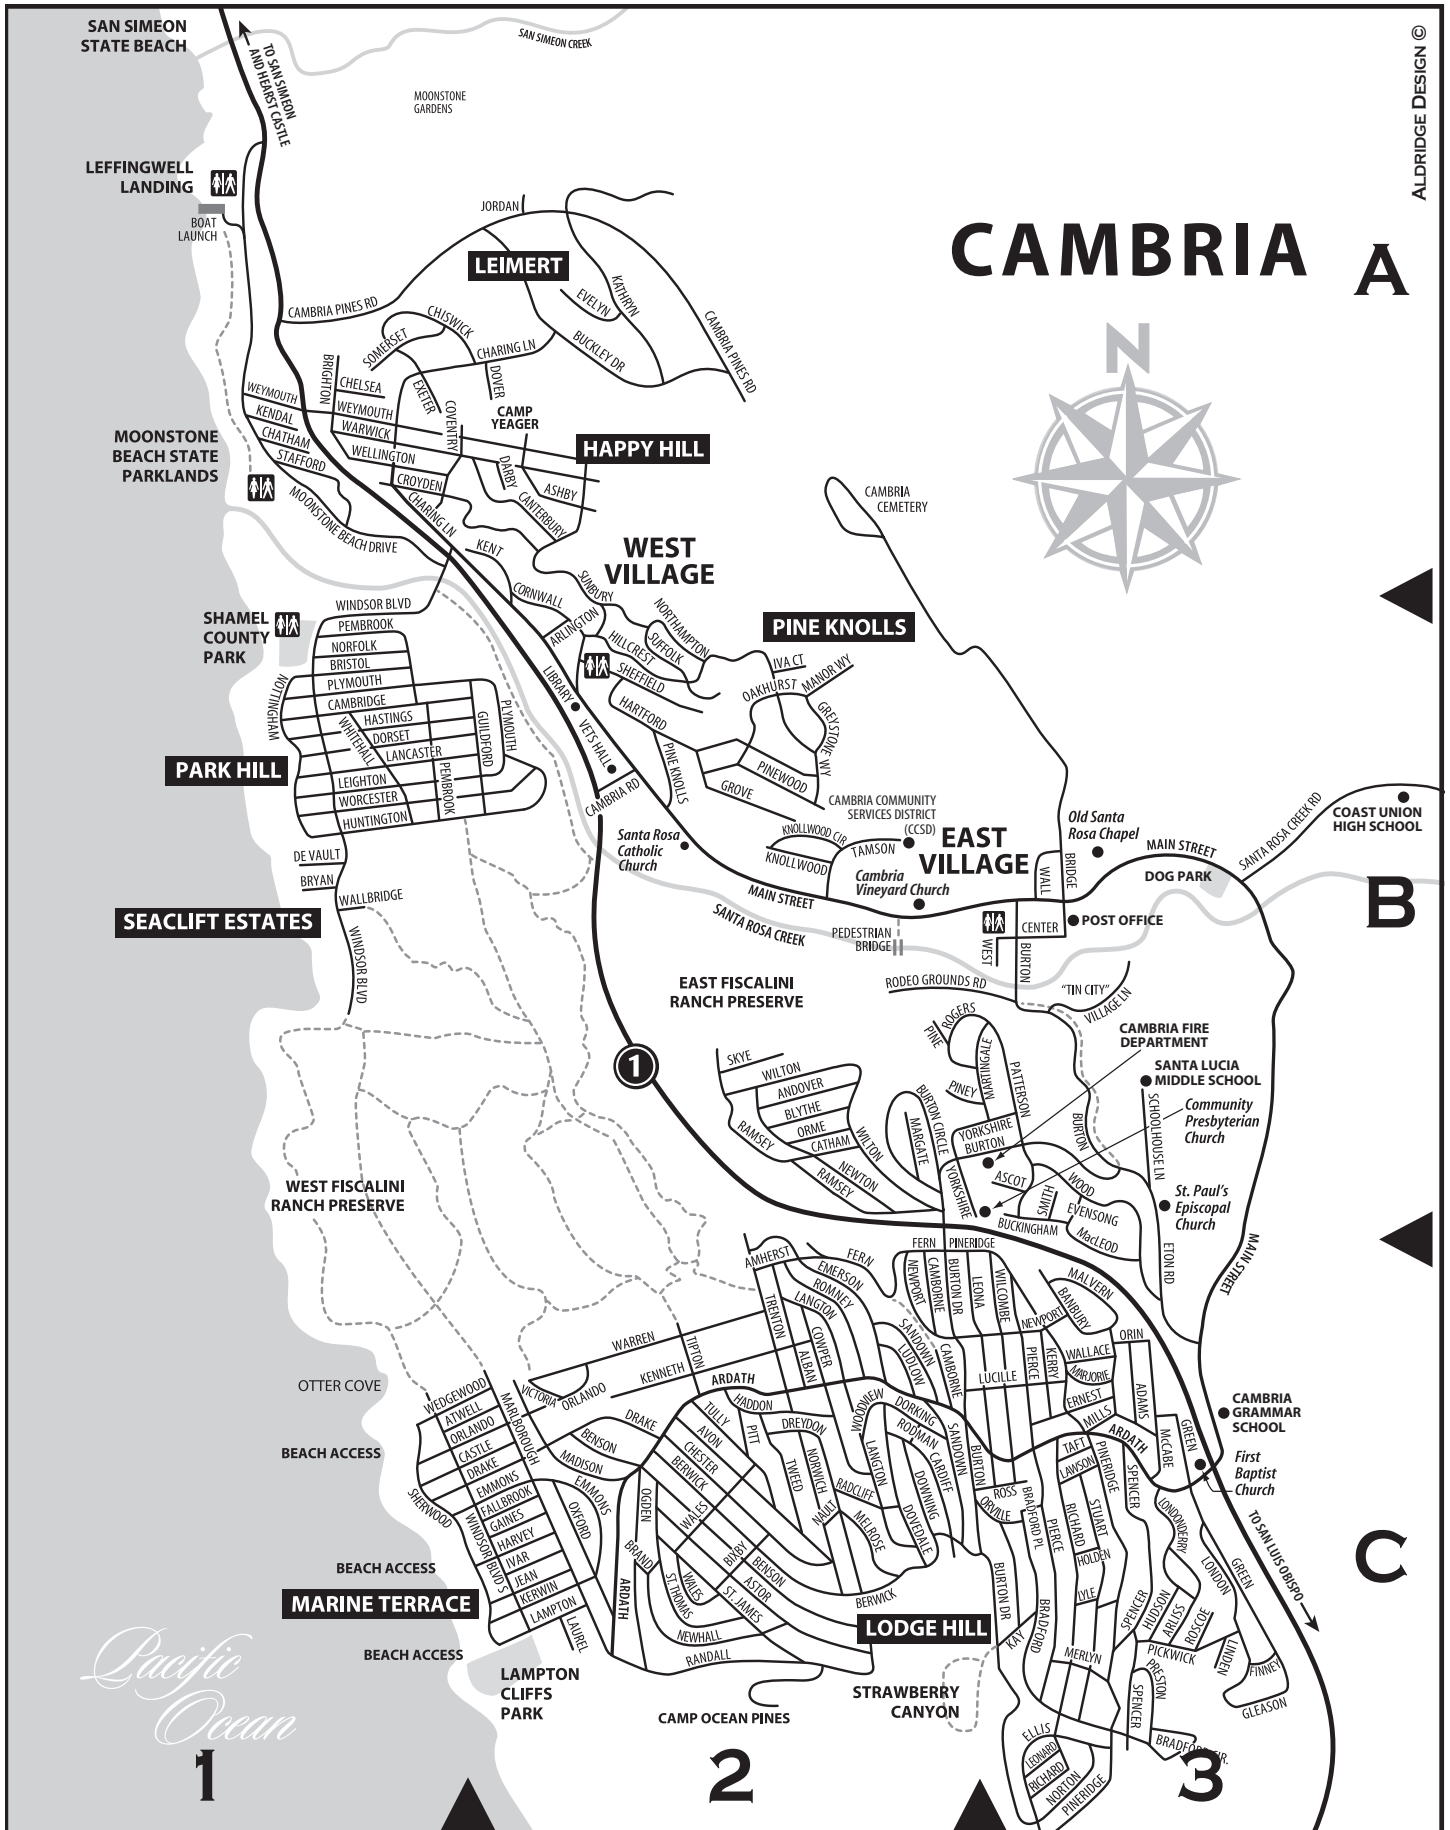 SAN SIMEON
STATE BEACH
TO SAN SIMEON
AND HEARST CASTLE
SAN SIMEON CREEK
MOONSTONE
GARDENS
ALDRIDGE DESIGN ©
LEFFINGWELL
LANDING
BOAT
LAUNCH
JORDAN
LEIMERT
CAMBRIA
A
N
CAMBRIA PINES RD
KATHRYN
EVELYN
CAMBRIA PINES RD
BUCKLEY DR
CHISWICK
SOMERSET
CHARING LN
BRIGHTON
CHELSEA
EXETER
DOVER
WEYMOUTH
WEYMOUTH
KENDAL
WARWICK
COVENTRY
CAMP
YEAGER
CHATHAM
STAFFORD
WELLINGTON
HAPPY HILL
MOONSTONE
BEACH STATE
PARKLANDS
CROYDEN
DARBY
ASHBY
CHARING LN
CANTERBURY
MOONSTONE BEACH DRIVE
CAMBRIA
CEMETERY
KENT
WEST
VILLAGE
CORNWALL
SUNBURY
ARLINGTON
NORTHAMPTON
SHAMEL
COUNTY
PARK
WINDSOR BLVD
PEMBROOK
NORFOLK
BRISTOL
PLYMOUTH
HILLCREST
SUFFOLK
SHEFFIELD
PINE KNOLLS
IVA CT
MANOR WY
OAKHURST
GREYSTONE WY
NOTTINGHAM
CAMBRIDGE
HASTINGS
DORSET
LANCASTER
WHITEHALL
GUILDFORD
PLYMOUTH
PEMBROOK
LIBRARY
VETS HALL
HARTFORD
PINE KNOLLS
PINEWOOD
GROVE
PARK HILL
LEIGHTON
WORCESTER
HUNTINGTON
CAMBRIA RD
CAMBRIA COMMUNITY
SERVICES DISTRICT
(CCSD)
Old Santa
Rosa Chapel
SANTA ROSA CREEK RD
COAST UNION
HIGH SCHOOL
Santa Rosa
Catholic
Church
KNOLLWOOD CIR
KNOLLWOOD
TAMSON
EAST
VILLAGE
MAIN STREET
DOG PARK
DE VAULT
BRYAN
WALLBRIDGE
Cambria
Vineyard Church
WALL
BRIDGE
B
MAIN STREET
SANTA ROSA CREEK
SEACLIFT ESTATES
WINDSOR BLVD
PEDESTRIAN
BRIDGE
CENTER
POST OFFICE
WEST
BURTON
EAST FISCALINI
RANCH PRESERVE
RODEO GROUNDS RD
"TIN CITY"
VILLAGE LN
PINE
ROGERS
CAMBRIA FIRE
DEPARTMENT
1
SKYE
WILTON
ANDOVER
BLYTHE
ORME
CATHAM
RAMSEY
RAMSEY
NEWTON
WILTON
MARTINGALE
PATTERSON
PINEY
BURTON CIRCLE
MARGATE
YORKSHIRE
BURTON
BURTON
SANTA LUCIA
MIDDLE SCHOOL
SCHOOLHOUSE LN
Community
Presbyterian
Church
YORKSHIRE
ASCOT
SMITH
WOOD
EVENSONG
St. Paul's
Episcopal
Church
BUCKINGHAM
MacLEOD
ETON RD
MAIN STREET
WEST FISCALINI
RANCH PRESERVE
AMHERST
FERN
EMERSON
ROMNEY
LANGTON
FERN
PINERIDGE
NEWPORT
CAMBORNE
BURTON DR
LEONA
WILCOMBE
NEWPORT
MALVERN
BANBURY
TRENTON
COWPER
ALBAN
SANDOWN
LUDLOW
CAMBORNE
LUCILLE
PIERCE
KERRY
ORIN
WALLACE
MARJORIE
ERNEST
MILLS
ADAMS
WARREN
TIPTON
KENNETH
OTTER COVE
WEDGEWOOD
ATWELL
ORLANDO
CASTLE
DRAKE
EMMONS
FALLBROOK
GAINES
HARVEY
IVAR
JEAN
KERWIN
LAMPTON
MARLBOROUGH
VICTORIA
ORLANDO
ARDATH
HADDON
DREYDON
WOODVIEW
DORKING
RODMAN
CARDIFF
SANDOWN
BURTON
ARDATH
McCABE
GREEN
CAMBRIA
GRAMMAR
SCHOOL
First
Baptist
Church
BEACH ACCESS
SHERWOOD
WINDSOR BLVD S
BENSON
MADISON
EMMONS
OXFORD
DRAKE
TULLY
AVON
CHESTER
BERWICK
PITT
TWEED
NORWICH
NAULT
RADCLIFF
LANGTON
DOWNING
DOVEDALE
MELROSE
TAFT
LAWSON
PINERIDGE
SPENCER
ROSS
ORVILLE
BRADFORD PL
PIERCE
RICHARD
STUART
HOLDEN
LYLE
LONDONDERRY
LONDON
GREEN
TO SAN LUIS OBISPO
C
OGDEN
WALES
BRAND
ARDATH
ST. THOMAS
WALES
BIXBY
BENSON
ASTOR
ST. JAMES
NEWHALL
RANDALL
BERWICK
BURTON DR
BRADFORD
KAY
MERLYN
SPENCER
HUDSON
ARLISS
ROSCOE
PICKWICK
PRESTON
SPENCER
LINDEN
FINNEY
GLEASON
BEACH ACCESS
MARINE TERRACE
LAUREL
LODGE HILL
BEACH ACCESS
Pacific
Ocean
LAMPTON
CLIFFS
PARK
CAMP OCEAN PINES
STRAWBERRY
CANYON
ELLIS
LEONARD
RICHARD
NORTON
PINERIDGE
BRADFORD CIR.
1
2
3